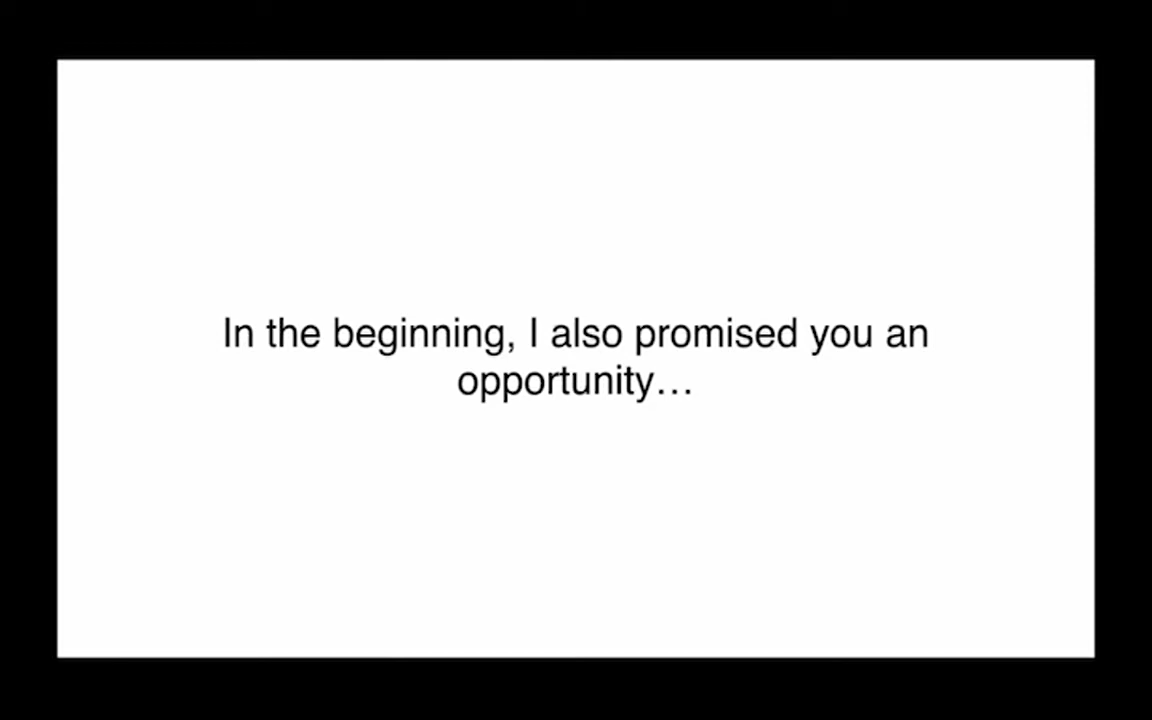 In the beginning, I also promised you an
opportunity…